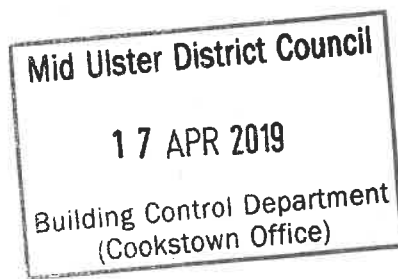 Mid Ulster District Council
17 APR 2019
Building Control Department
(Cookstown Office)